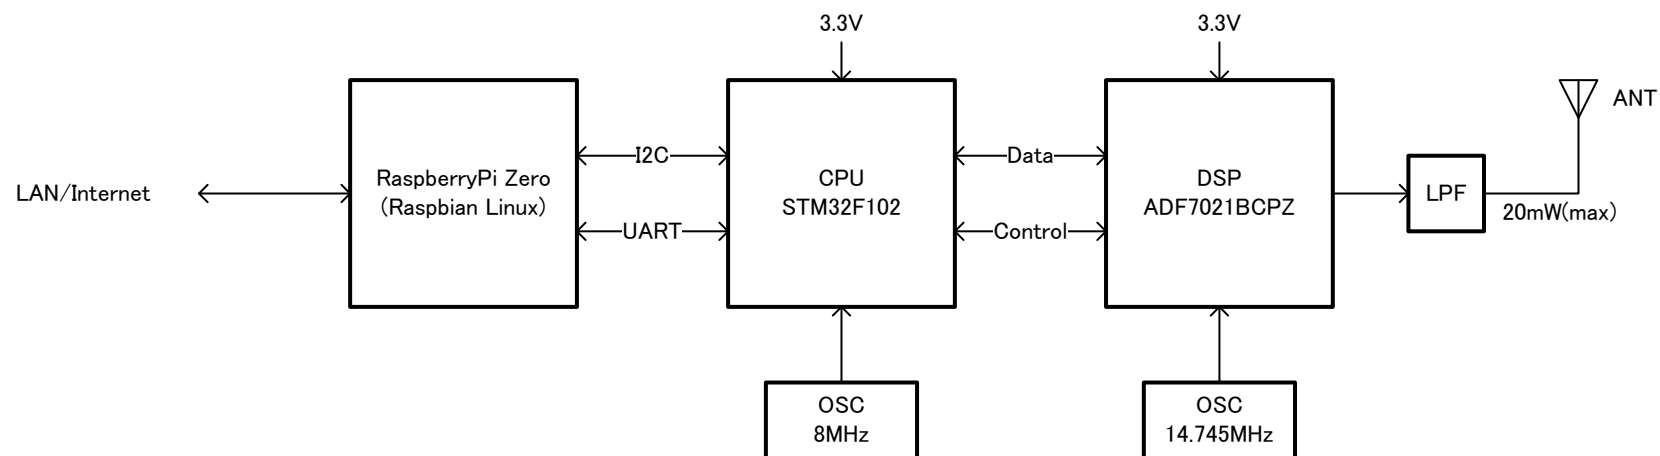 3.3V
3.3V
ANT
I2C
Data
LAN/Internet
RaspberryPi Zero
(Raspbian Linux)
CPU
STM32F102
DSP
ADF7021BCPZ
LPF
20mW(max)
UART
Control
OSC
8MHz
OSC
14.745MHz